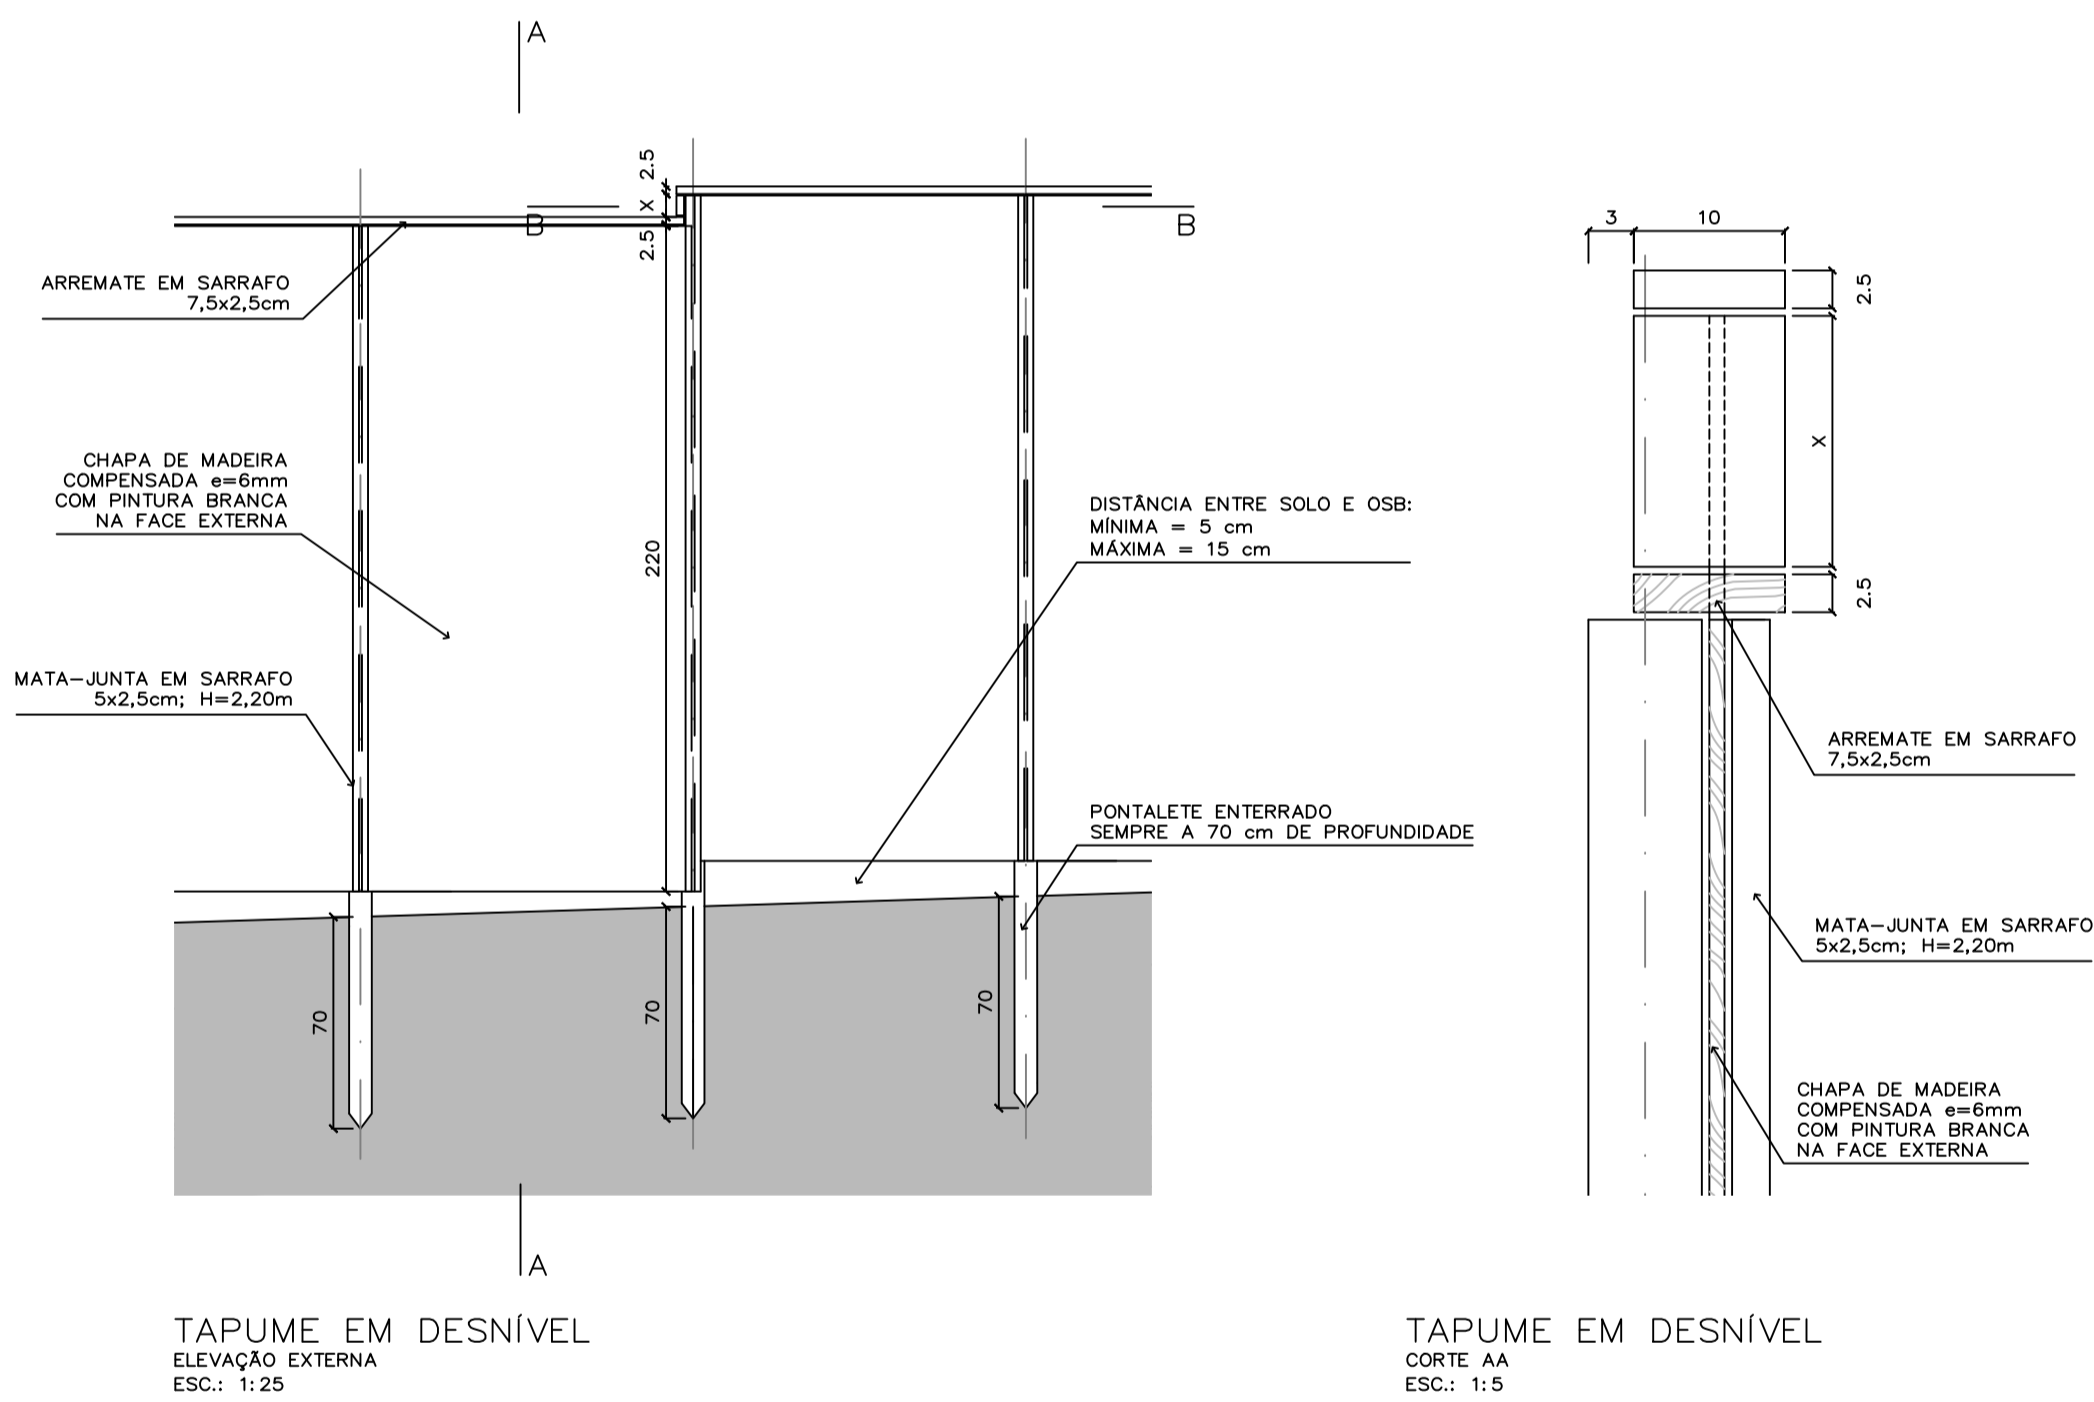 A
2.5
X
2.5
B
B
ARREMATE EM SARRAFO
7,5x2,5cm
CHAPA DE MADEIRA
COMPENSADA e=6mm
COM PINTURA BRANCA
NA FACE EXTERNA
220
MATA-JUNTA EM SARRAFO
5x2,5cm; H=2,20m
DISTÂNCIA ENTRE SOLO E OSB:
MÍNIMA = 5 cm
MÁXIMA = 15 cm
PONTALETE ENTERRADO
SEMPRE A 70 cm DE PROFUNDIDADE
70
70
70
A
TAPUME EM DESNÍVEL
ELEVAÇÃO EXTERNA
ESC.: 1:25
3
10
2.5
X
2.5
ARREMATE EM SARRAFO
7,5x2,5cm
MATA-JUNTA EM SARRAFO
5x2,5cm; H=2,20m
CHAPA DE MADEIRA
COMPENSADA e=6mm
COM PINTURA BRANCA
NA FACE EXTERNA
TAPUME EM DESNÍVEL
CORTE AA
ESC.: 1:5